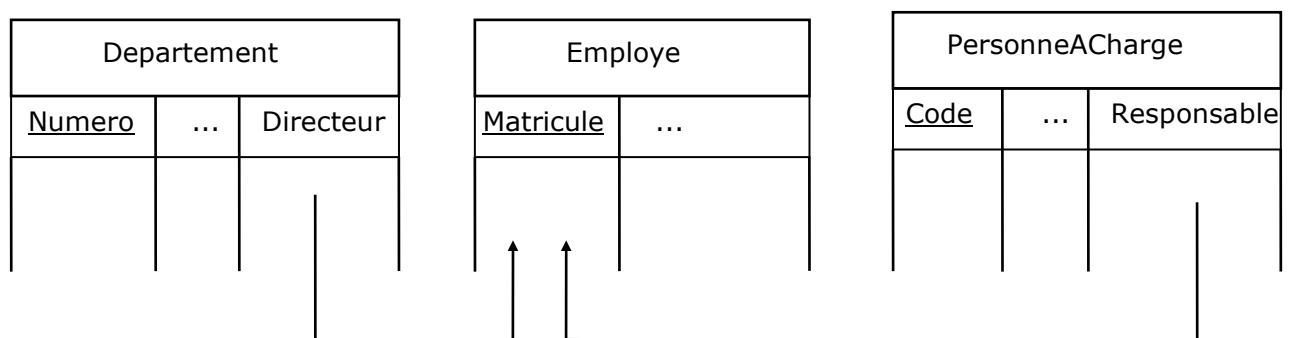 Departement
Numero ... Directeur
Employe
Matricule ...
PersonneACharge
Code ... Responsable